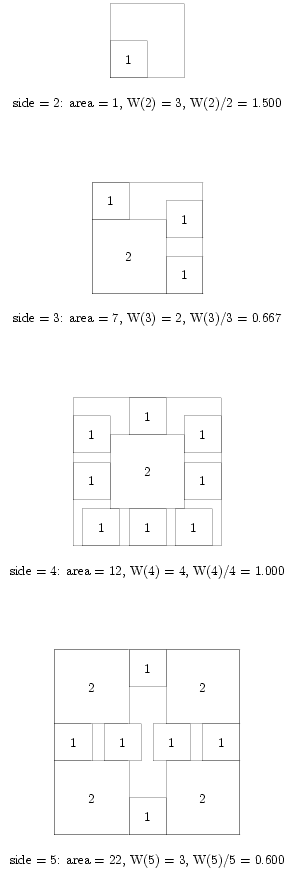 1
side = 2: area = 1, W(2) = 3, W(2)/2 = 1.500
1
1
2
1
side = 3: area = 7, W(3) = 2, W(3)/3 = 0.667
1
1 1
2
1 1
1 1 1
side = 4: area = 12, W(4) = 4, W(4)/4 = 1.000
1
2 2
1 1 1 1
2 2
1
side = 5: area = 22, W(5) = 3, W(5)/5 = 0.600